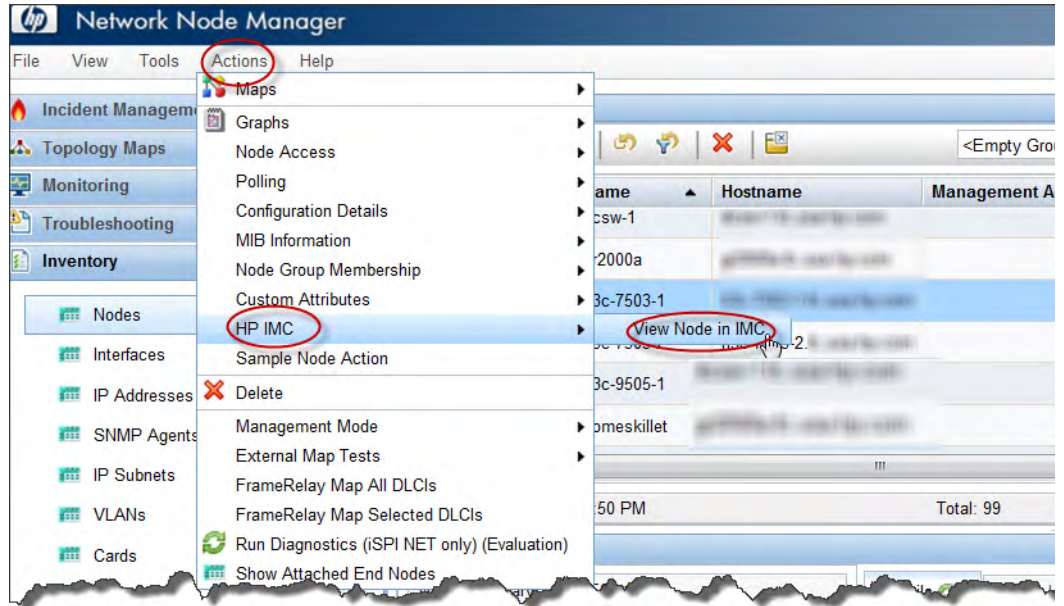 hp Network Node Manager
File View Tools Actions Help
Maps
Graphs
Node Access
Polling
Configuration Details
MIB Information
Node Group Membership
Custom Attributes
HP IMC
Sample Node Action
Delete
Management Mode
External Map Tests
FrameRelay Map All DLCIs
FrameRelay Map Selected DLCIs
Run Diagnostics (iSPI NET only) (Evaluation)
Show Attached End Nodes
View Node in IMC
Incident Managem
Topology Maps
Monitoring
Troubleshooting
Inventory
Nodes
Interfaces
IP Addresses
SNMP Agents
IP Subnets
VLANs
Cards
<Empty Gro
ame Hostname Management A
csw-1
2000a
3c-7503-1
3c-9505-1
omeskillet
:50 PM Total: 99